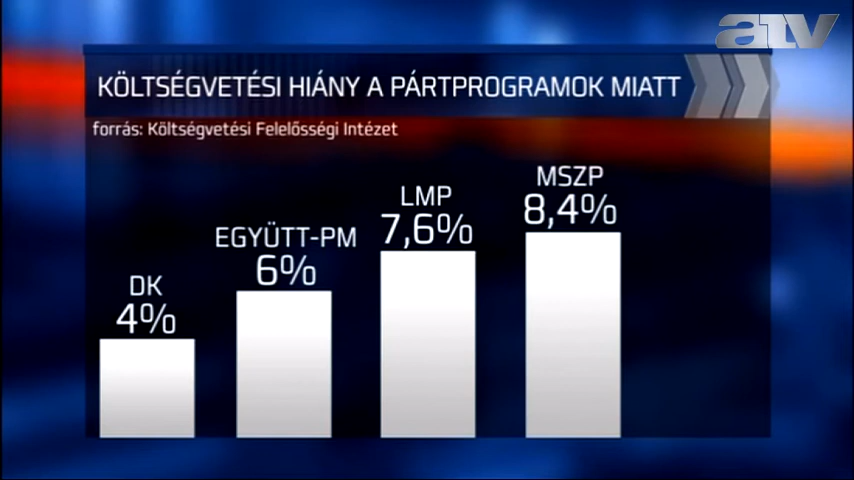 atv
KÖLTSÉGVETÉSI HIÁNY A PÁRTPROGRAMOK MIATT
forrás: Költségvetési Felelősségi Intézet
DK
4%
EGYÜTT-PM
6%
LMP
7,6%
MSZP
8,4%